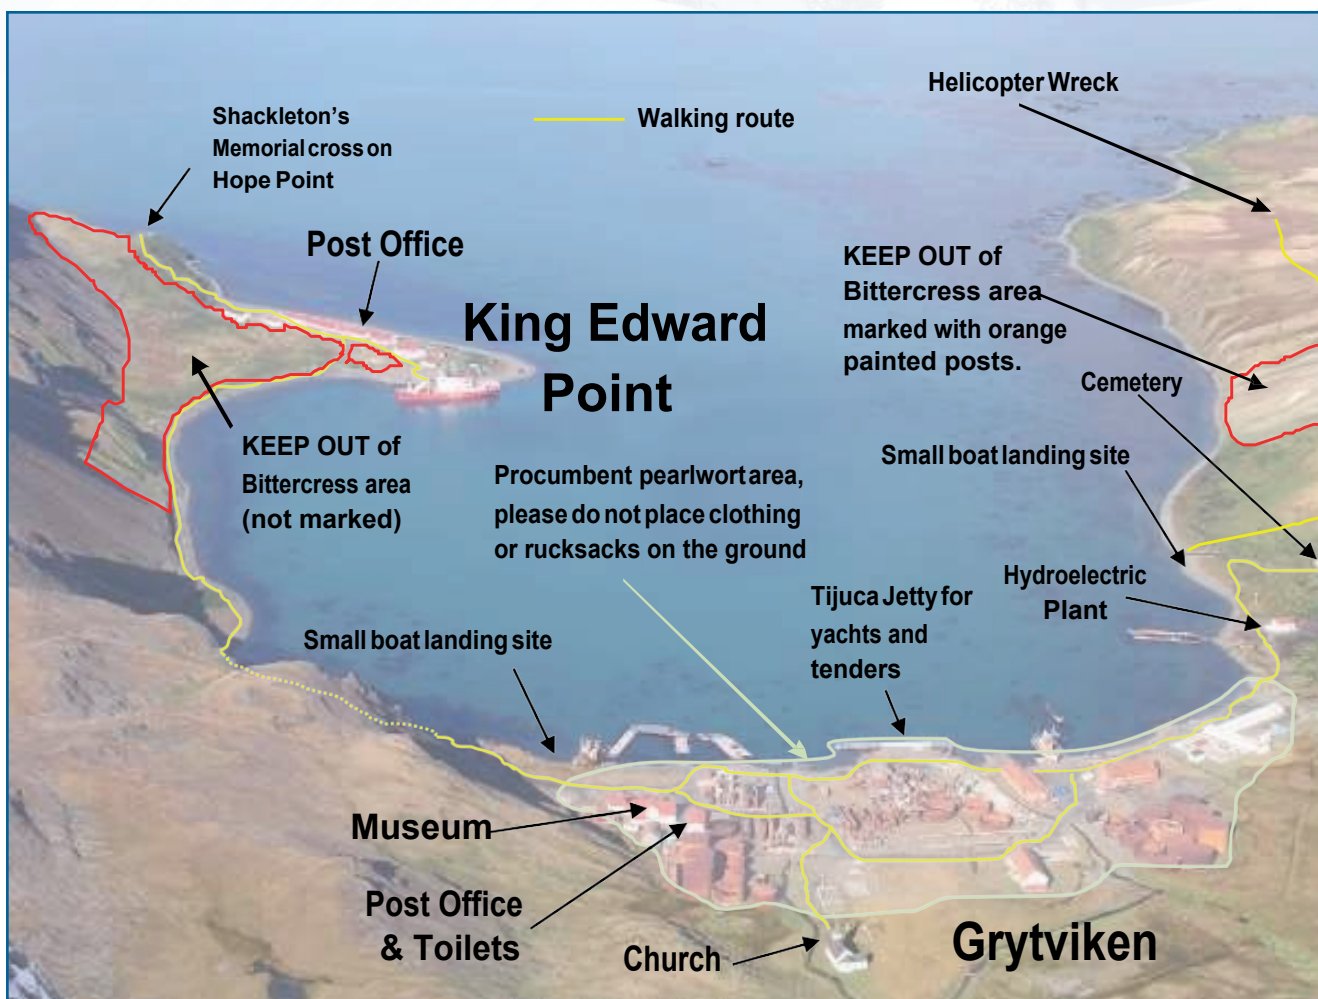 Helicopter Wreck
Shackleton's
Memorial cross on
Hope Point
Walking route
Post Office
KEEP OUT of
Bittercress area
marked with orange
painted posts.
King Edward
Point
Cemetery
KEEP OUT of
Bittercress area
(not marked)
Procumbent pearlwort area,
please do not place clothing
or rucksacks on the ground
Small boat landing site
Hydroelectric
Plant
Tijuca Jetty for
yachts and
tenders
Small boat landing site
Museum
Post Office
& Toilets
Church
Grytviken